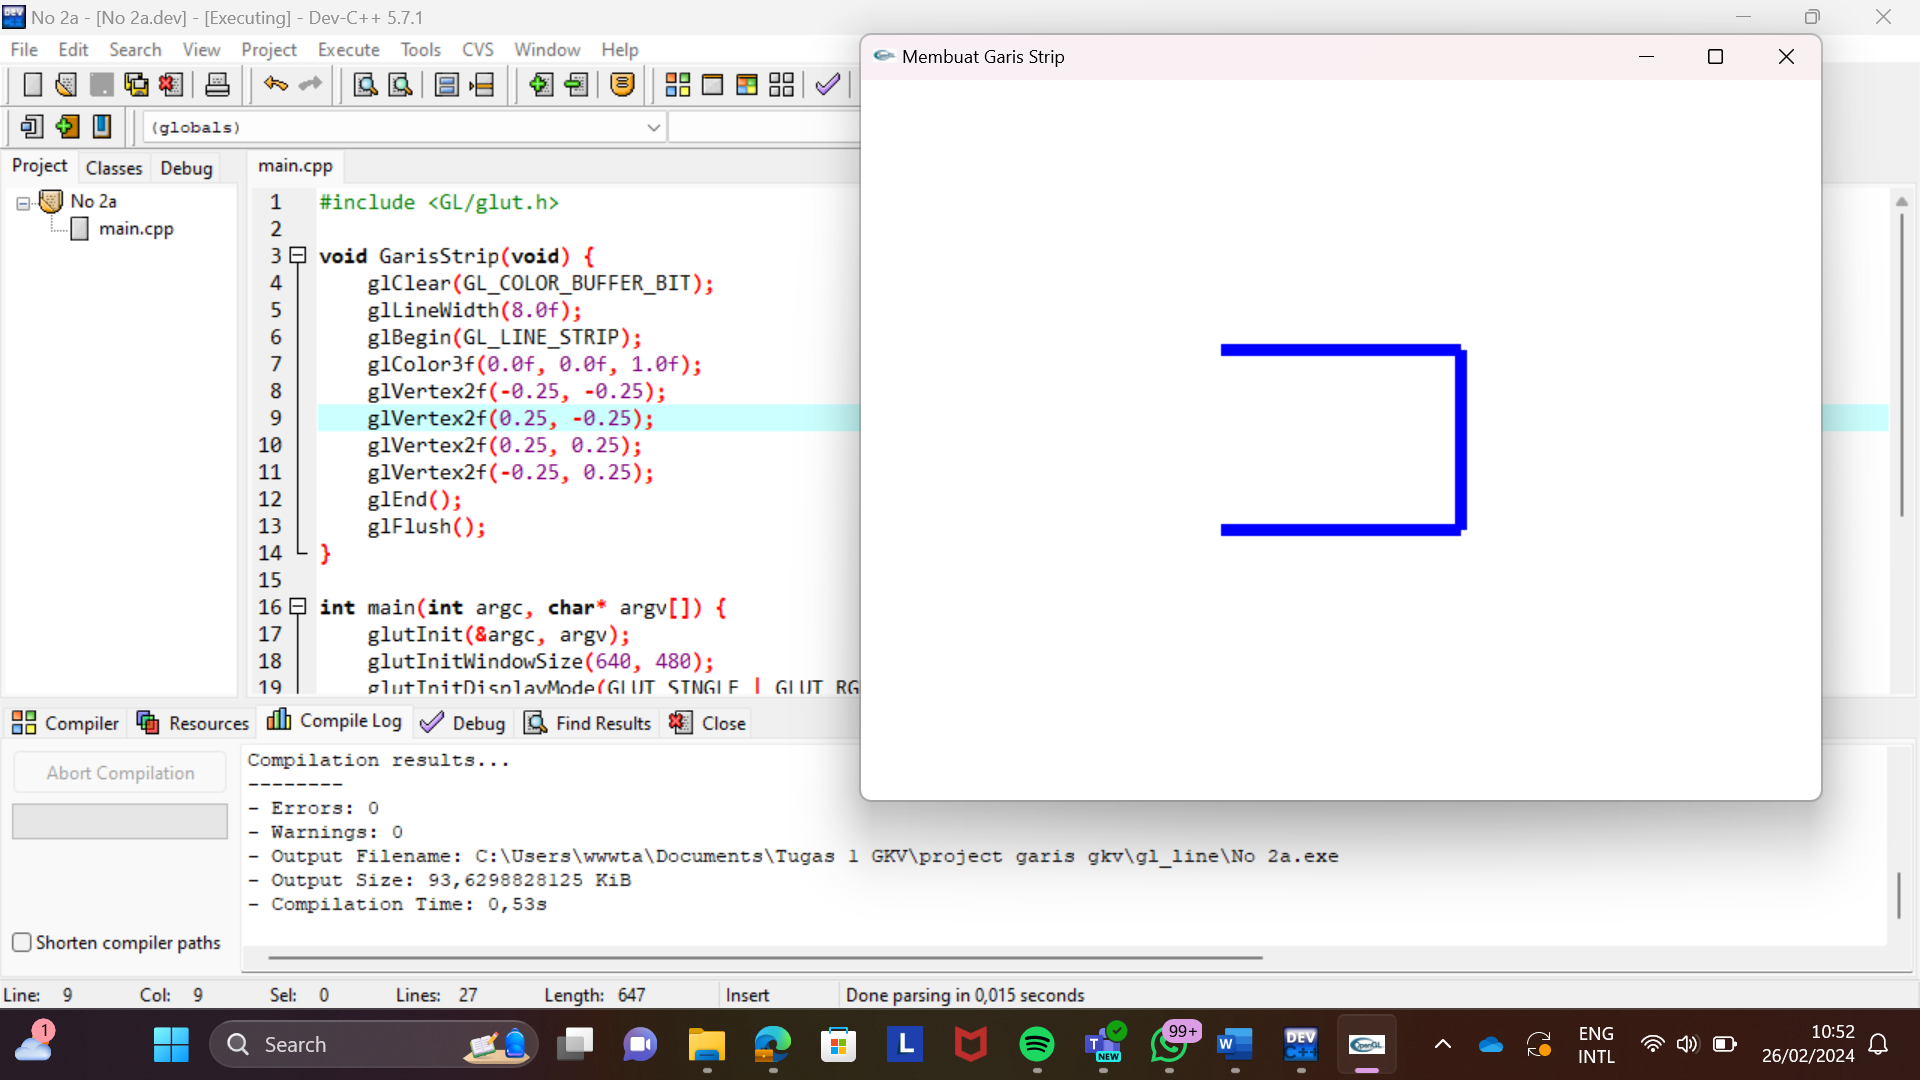 No 2a - [No 2a.dev] - [Executing] - Dev-C++ 5.7.1
File Edit Search View Project Execute Tools CVS Window Help
(globals)
Project Classes Debug
No 2a
main.cpp
main.cpp
1 #include <GL/glut.h>
2
3 void GarisStrip(void) {
4 glClear(GL_COLOR_BUFFER_BIT);
5 glLineWidth(8.0f);
6 glBegin(GL_LINE_STRIP);
7 glColor3f(0.0f, 0.0f, 1.0f);
8 glVertex2f(-0.25, -0.25);
9 glVertex2f(0.25, -0.25);
10 glVertex2f(0.25, 0.25);
11 glVertex2f(-0.25, 0.25);
12 glEnd();
13 glFlush();
14 }
15
16 int main(int argc, char* argv[]) {
17 glutInit(&argc, argv);
18 glutInitWindowSize(640, 480);
19 glutInitDisplayMode(GLUT_SINGLE | GLUT_RG
Membuat Garis Strip
Compiler Resources Compile Log Debug Find Results Close
Abort Compilation
Shorten compiler paths
Compilation results...
--------
- Errors: 0
- Warnings: 0
- Output Filename: C:\Users\wwwta\Documents\Tugas 1 GKV\project garis gkv\gl_line\No 2a.exe
- Output Size: 93,6298828125 KiB
- Compilation Time: 0,53s
Line: 9 Col: 9 Sel: 0 Lines: 27 Length: 647 Insert Done parsing in 0,015 seconds
1
Search
L
T
NEW
99+
W
DEV
C++
OpenGL
ENG
INTL
10:52
26/02/2024